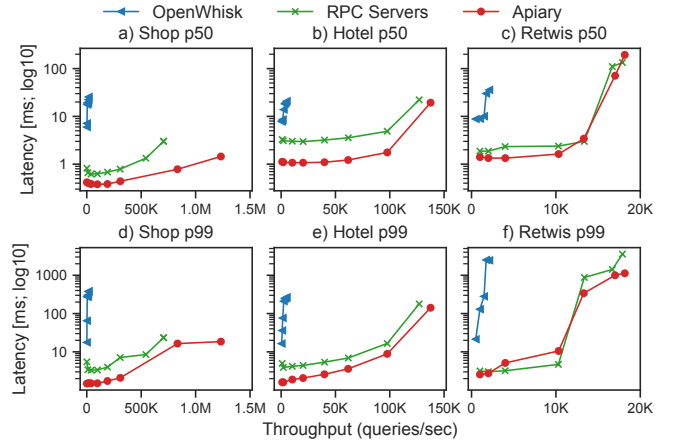 OpenWhisk RPC Servers Apiary
a) Shop p50 b) Hotel p50 c) Retwis p50
Latency [ms; log10]
100
10
1
0 500K 1.0M 1.5M 0 50K 100K 150K 0 10K 20K
d) Shop p99 e) Hotel p99 f) Retwis p99
Latency [ms; log10]
1000
100
10
0 500K 1.0M 1.5M 0 50K 100K 150K 0 10K 20K
Throughput (queries/sec)